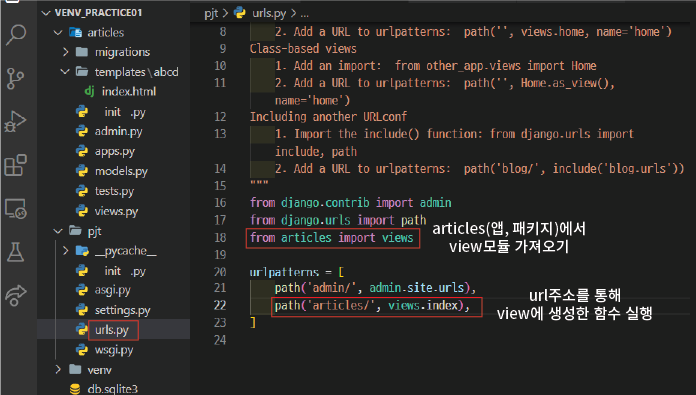 VENV_PRACTICE01
articles
migrations
templates\abcd
index.html
__init__.py
admin.py
apps.py
models.py
tests.py
views.py
pjt
__pycache__
__init__.py
asgi.py
settings.py
urls.py
wsgi.py
venv
db.sqlite3
pjt > urls.py > ...
8 2. Add a URL to urlpatterns: path('', views.home, name='home')
9 Class-based views
10 1. Add an import: from other_app.views import Home
11 2. Add a URL to urlpatterns: path('', Home.as_view(),
name='home')
12 Including another URLconf
13 1. Import the include() function: from django.urls import
include, path
14 2. Add a URL to urlpatterns: path('blog/', include('blog.urls'))
15 """
16 from django.contrib import admin
17 from django.urls import path
18 from articles import views
19
20 urlpatterns = [
21 path('admin/', admin.site.urls),
22 path('articles/', views.index),
23 ]
24
articles(앱, 패키지)에서
view모듈 가져오기
url주소를 통해
view에 생성한 함수 실행